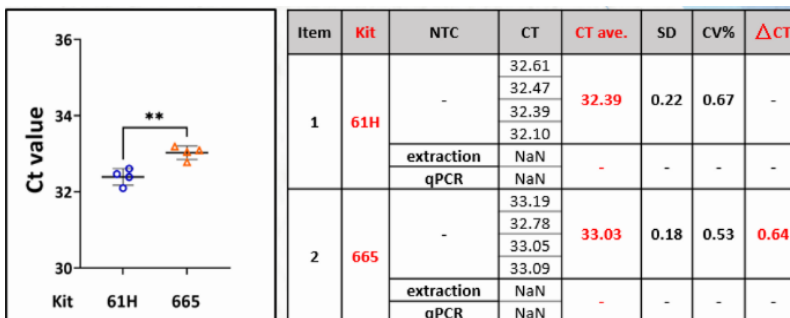 36
34
32
30
Ct value
**
Kit 61H 665
Item Kit NTC CT CT ave. SD CV% △CT
1 61H - 32.61 32.39 0.22 0.67 -
32.47
32.39
32.10
extraction NaN - - - -
qPCR NaN
2 665 - 33.19 33.03 0.18 0.53 0.64
32.78
33.05
33.09
extraction NaN - - - -
qPCR NaN